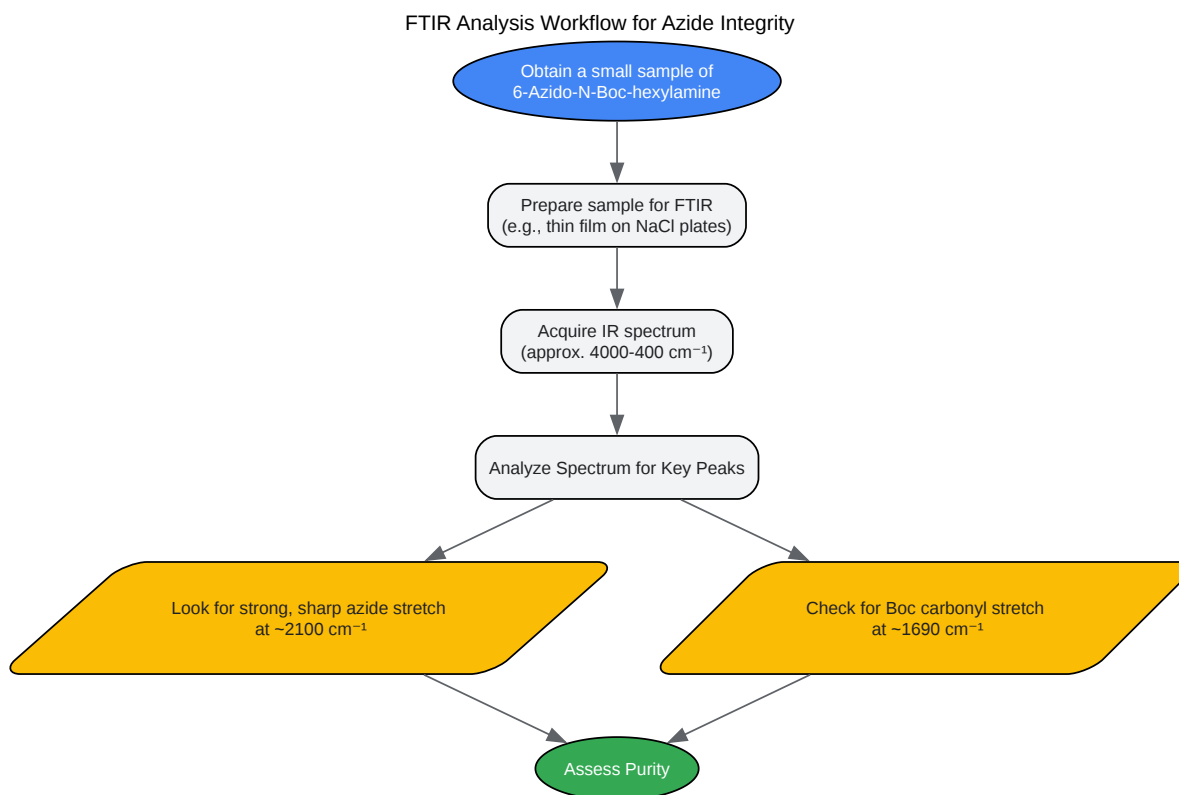 FTIR Analysis Workflow for Azide Integrity
Obtain a small sample of
6-Azido-N-Boc-hexylamine
Prepare sample for FTIR
(e.g., thin film on NaCl plates)
Acquire IR spectrum
(approx. 4000-400 cm⁻¹)
Analyze Spectrum for Key Peaks
Look for strong, sharp azide stretch
at ~2100 cm⁻¹
Check for Boc carbonyl stretch
at ~1690 cm⁻¹
Assess Purity